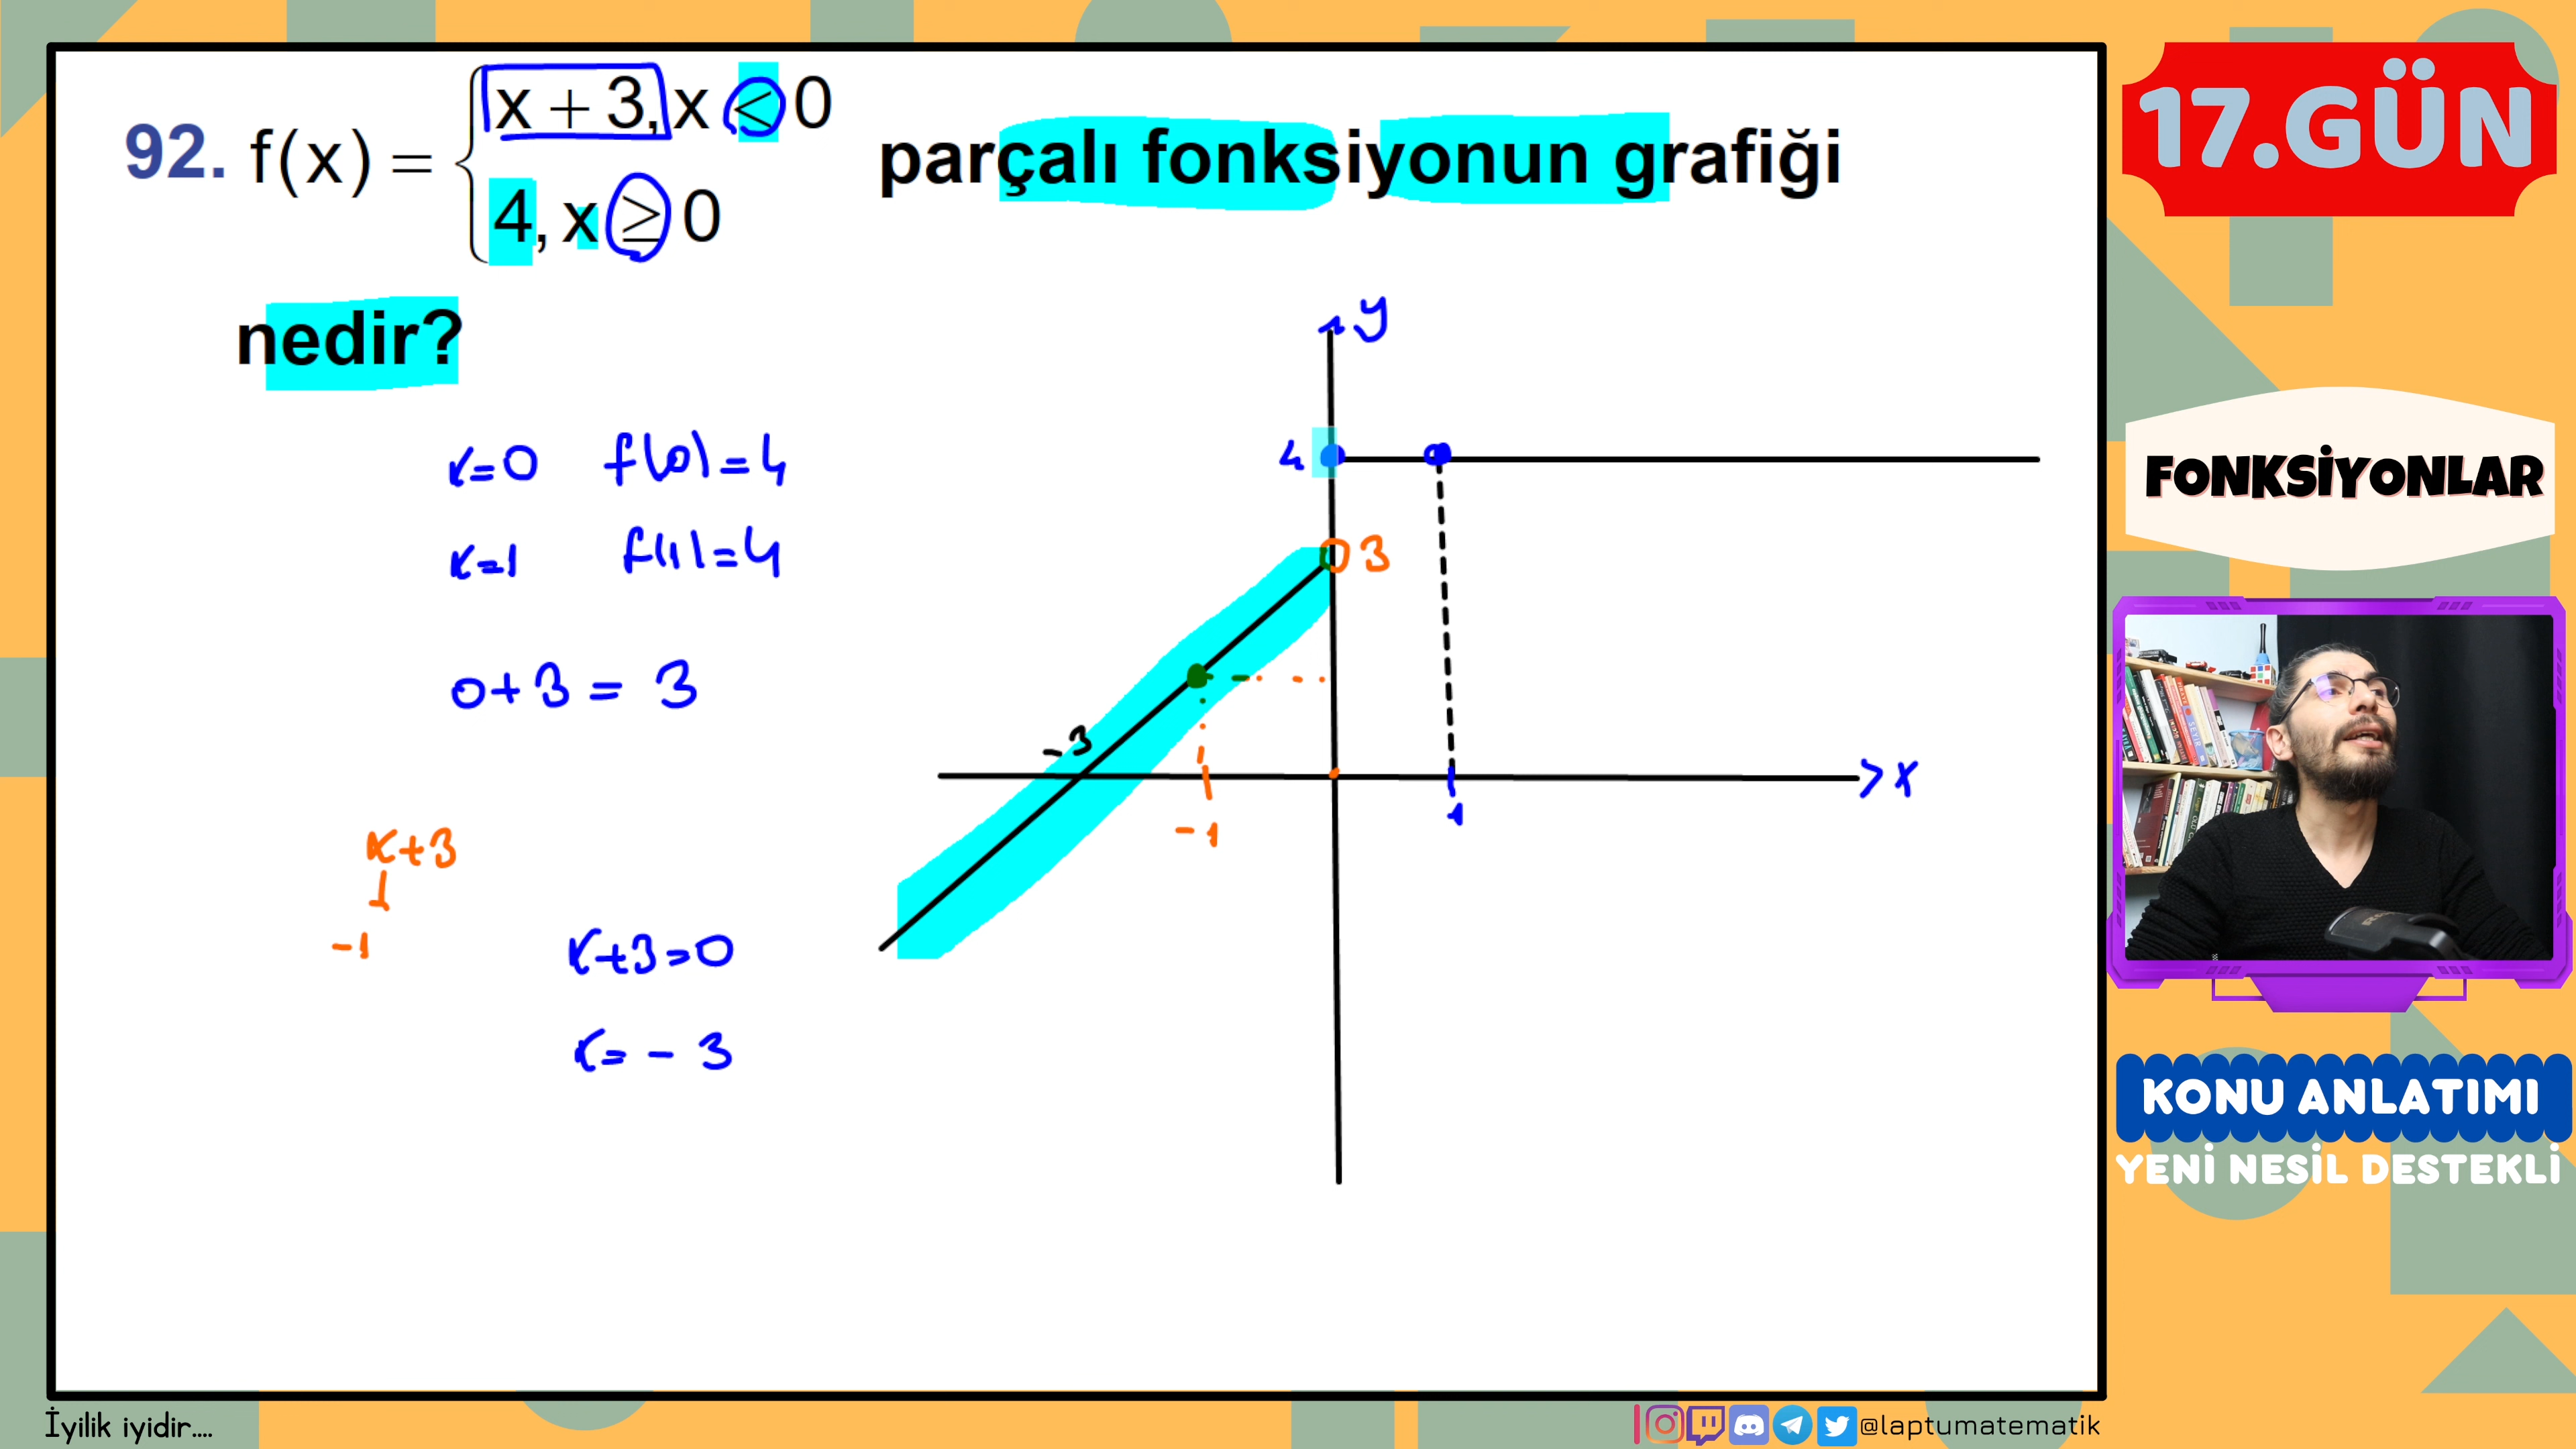 92. f(x) = { x + 3, x < 0
4, x ≥ 0
parçalı fonksiyonun grafiği
nedir?
x=0 f(0)=4
x=1 f(1)=4
0+3 = 3
x+3
-1
x+3=0
x= -3
y
4
3
-3
-1
1
x
17.GÜN
FONKSİYONLAR
KONU ANLATIMI
YENİ NESİL DESTEKLİ
İyilik iyidir....
@laptumatematik